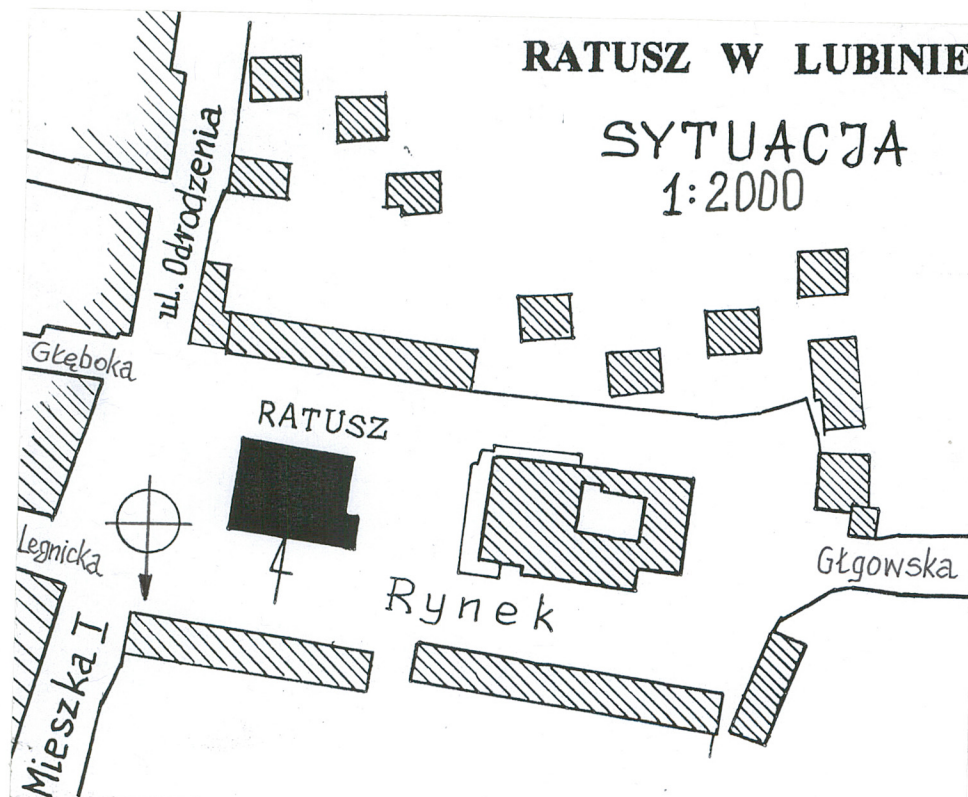 RATUSZ W LUBINIE
SYTUACJA
1:2000
ul. Odrodzenia
Głęboka
RATUSZ
Legnicka
Rynek
Głgowska
Mieszka I